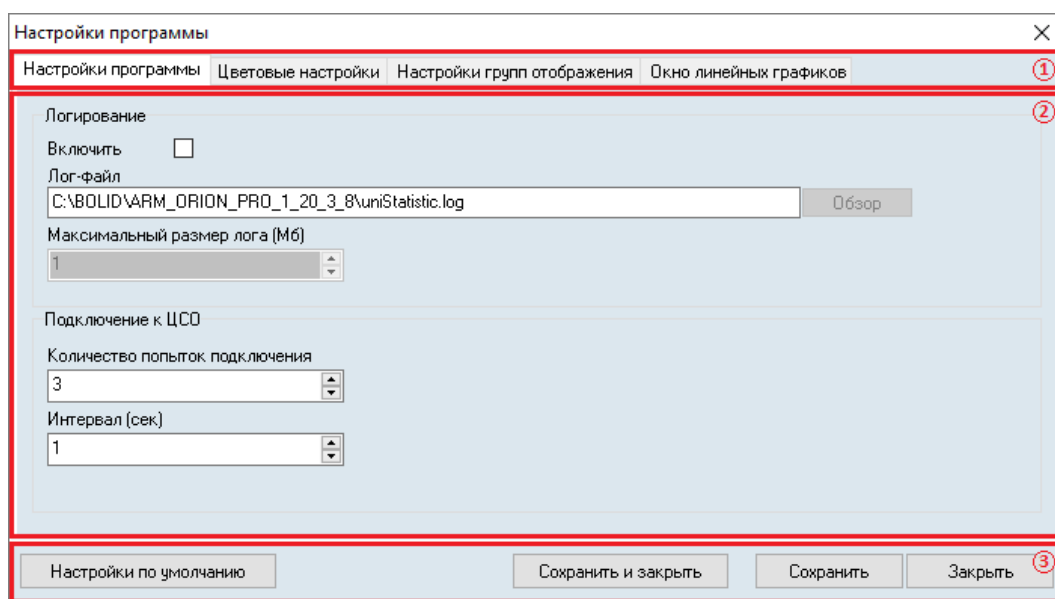 Настройки программы
Настройки программы Цветовые настройки Настройки групп отображения Окно линейных графиков ①
②
Логирование
Включить
Лог-файл
C:\BOLID\ARM_ORION_PRO_1_20_3_8\uniStatistic.log Обзор
Максимальный размер лога (Мб)
1
Подключение к ЦСО
Количество попыток подключения
3
Интервал (сек)
1
③
Настройки по умолчанию Сохранить и закрыть Сохранить Закрыть